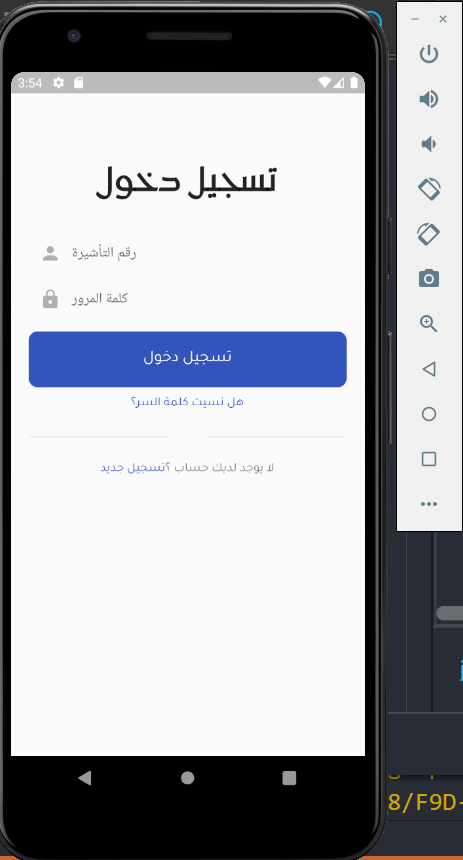 3:54
تسجيل دخول
رقم التأشيرة
كلمة المرور
تسجيل دخول
هل نسيت كلمة السر؟
لا يوجد لديك حساب ؟تسجيل جديد
8/F9D-